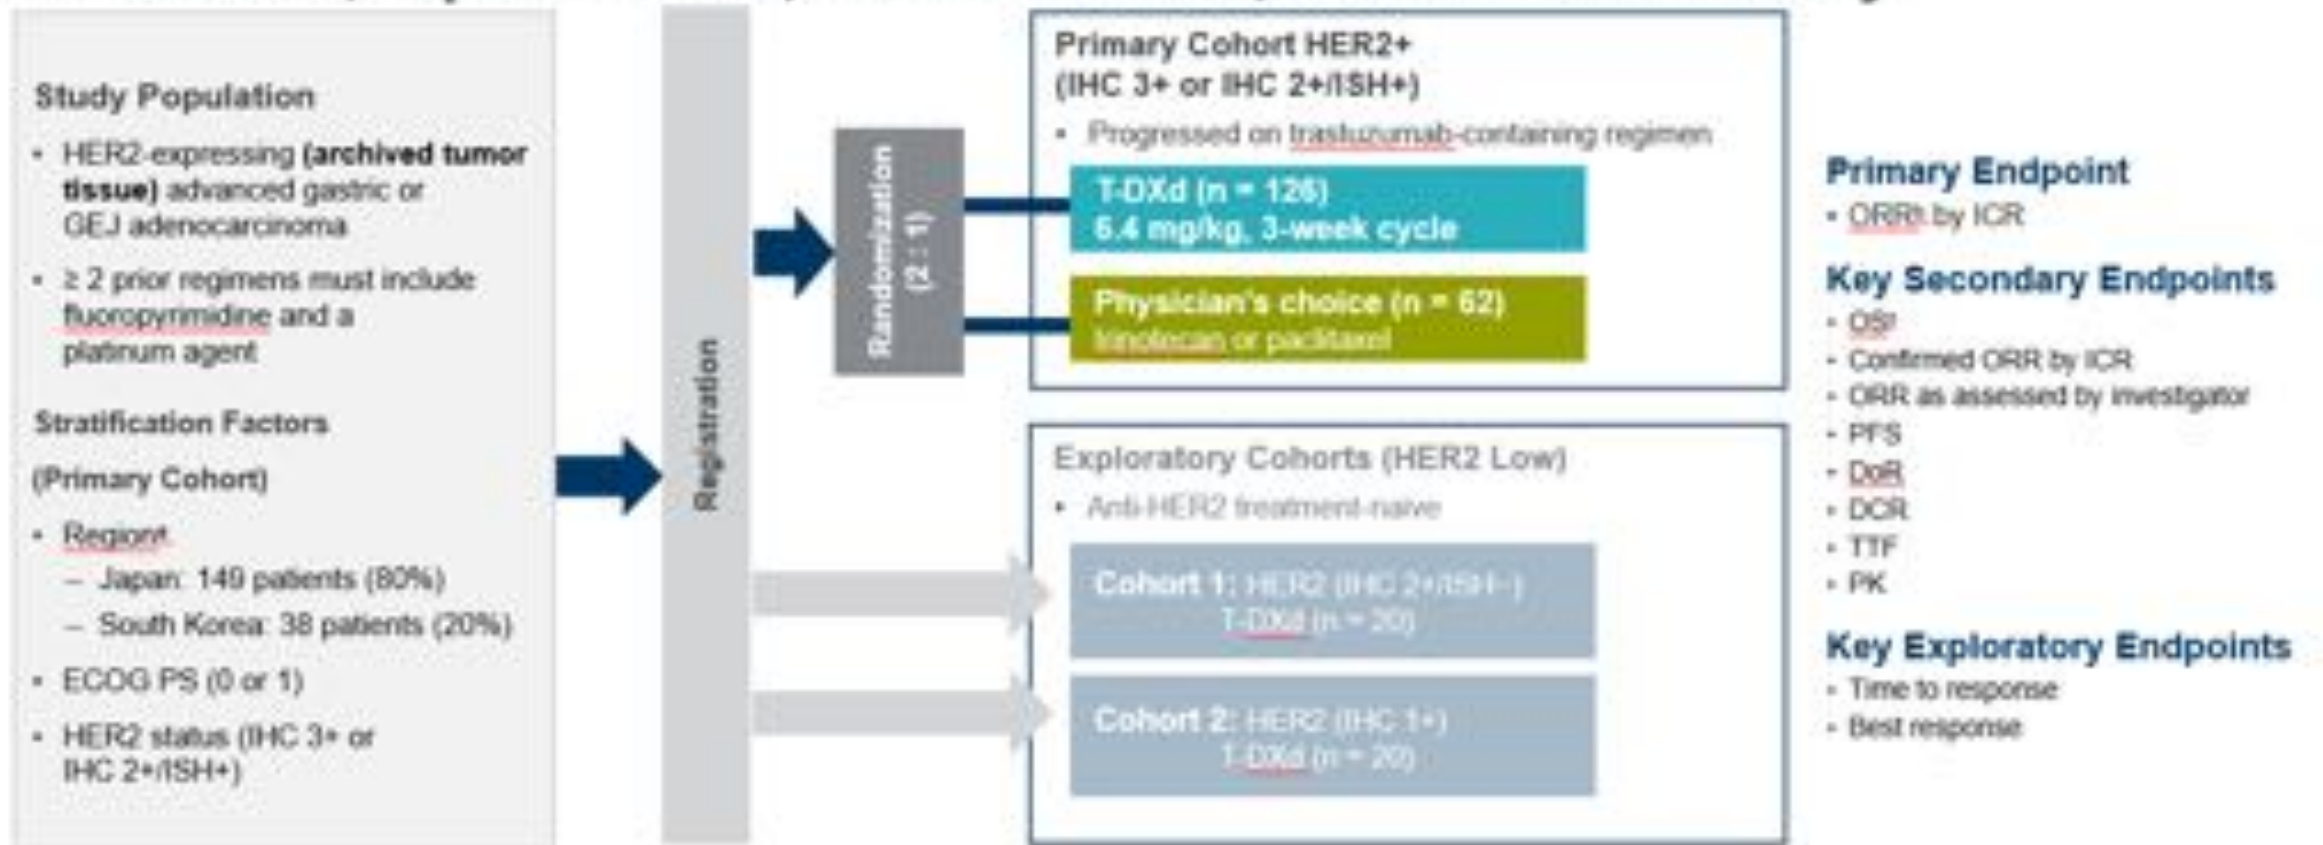 Study Population
• HER2-expressing (archived tumor
tissue) advanced gastric or
GEJ adenocarcinoma
• ≥ 2 prior regimens must include
fluoropyrimidine and a
platinum agent
Stratification Factors
(Primary Cohort)
• Region
– Japan: 149 patients (80%)
– South Korea: 38 patients (20%)
• ECOG PS (0 or 1)
• HER2 status (IHC 3+ or
IHC 2+/ISH+)
Registration
Randomization
(2 : 1)
Primary Cohort HER2+
(IHC 3+ or IHC 2+/ISH+)
• Progressed on trastuzumab-containing regimen
T-DXd (n = 126)
6.4 mg/kg, 3-week cycle
Physician's choice (n = 62)
Irinotecan or paclitaxel
Exploratory Cohorts (HER2 Low)
• Anti-HER2 treatment-naive
Cohort 1: HER2 (IHC 2+/ISH–)
T-DXd (n = 20)
Cohort 2: HER2 (IHC 1+)
T-DXd (n = 20)
Primary Endpoint
• ORR by ICR
Key Secondary Endpoints
• OS
• Confirmed ORR by ICR
• ORR as assessed by investigator
• PFS
• DoR
• DCR
• TTF
• PK
Key Exploratory Endpoints
• Time to response
• Best response